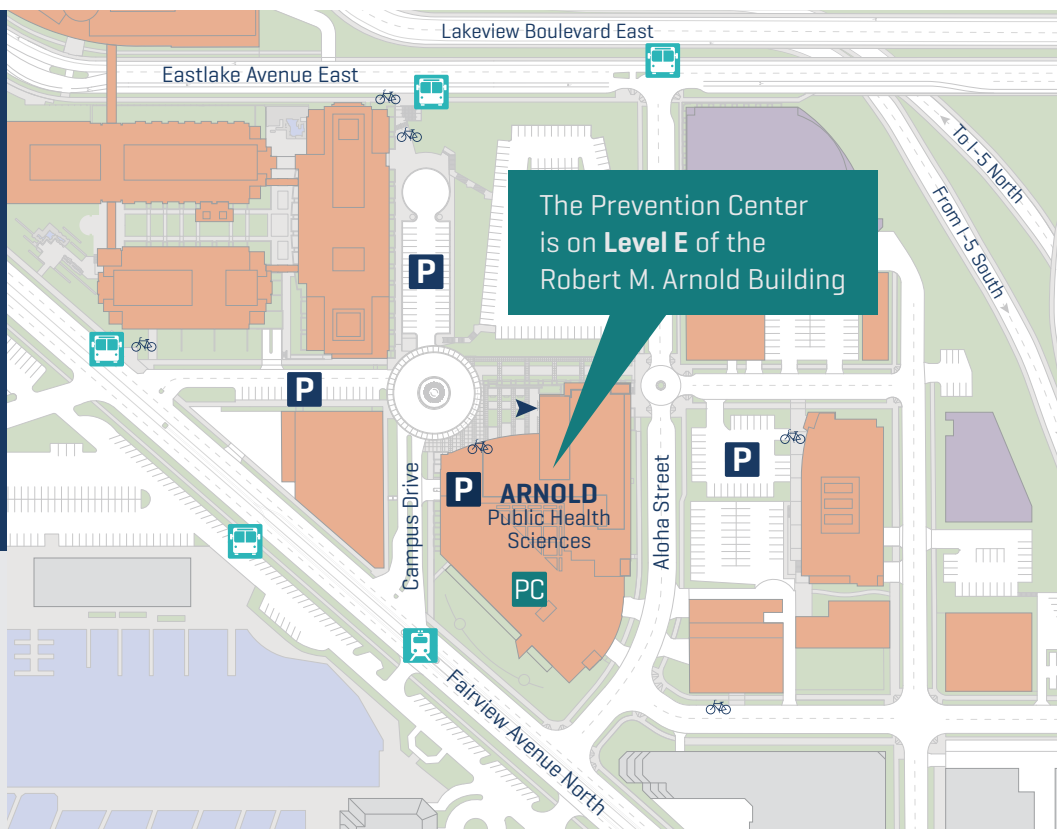 Lakeview Boulevard East
Eastlake Avenue East
To I-5 North
From I-5 South
The Prevention Center
is on Level E of the
Robert M. Arnold Building
P
P
P
P
ARNOLD
Public Health
Sciences
PC
Campus Drive
Aloha Street
Fairview Avenue North